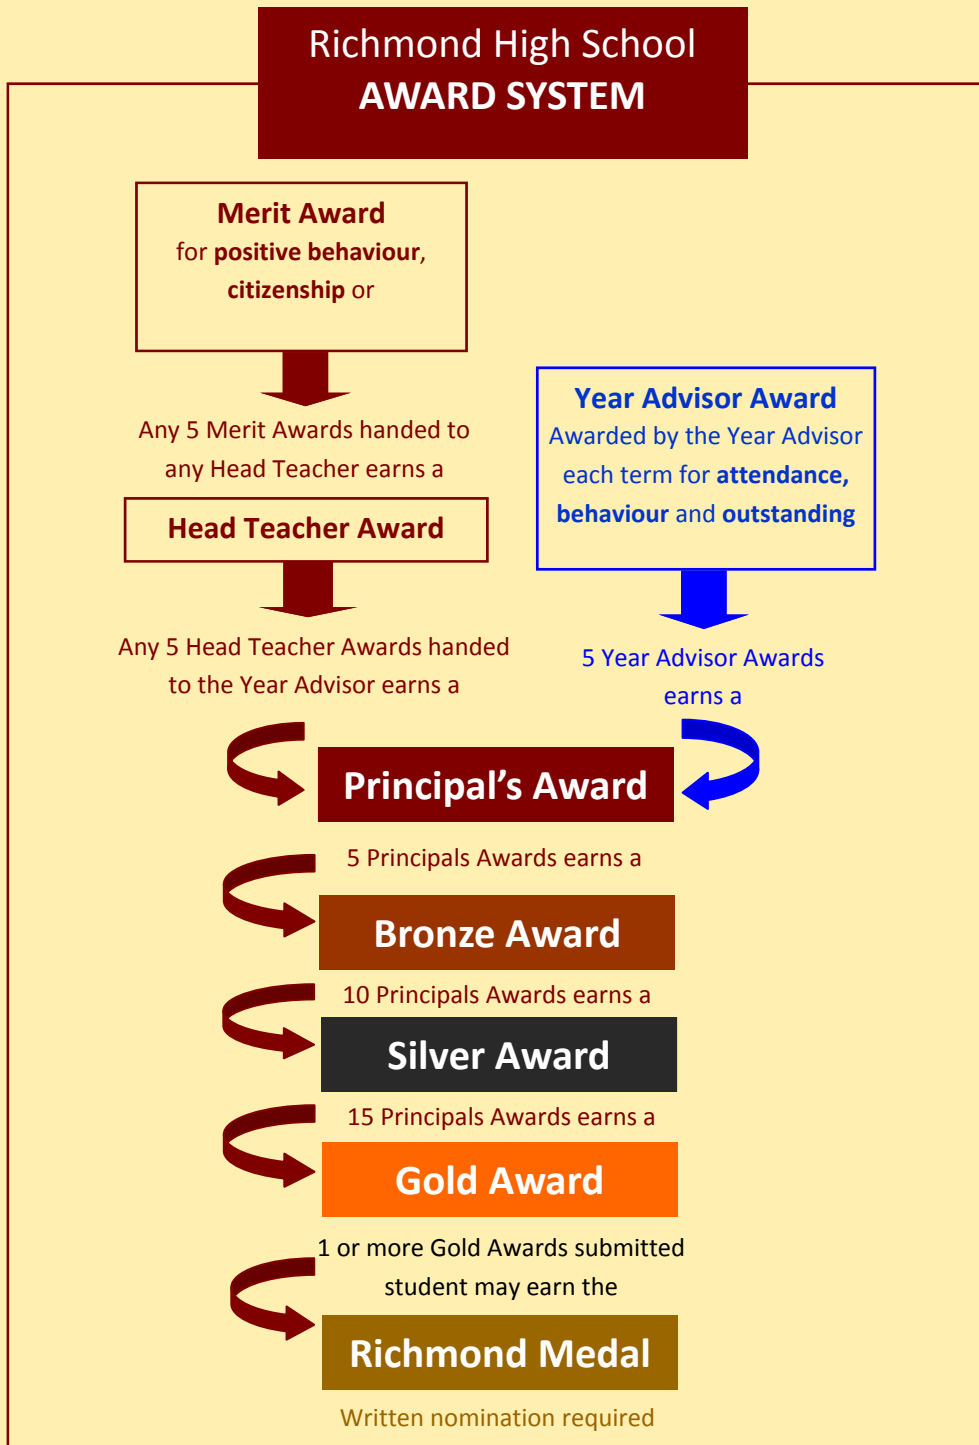 Richmond High School
AWARD SYSTEM
Merit Award
for positive behaviour,
citizenship or
Any 5 Merit Awards handed to
any Head Teacher earns a
Head Teacher Award
Any 5 Head Teacher Awards handed
to the Year Advisor earns a
Year Advisor Award
Awarded by the Year Advisor
each term for attendance,
behaviour and outstanding
5 Year Advisor Awards
earns a
Principal’s Award
5 Principals Awards earns a
Bronze Award
10 Principals Awards earns a
Silver Award
15 Principals Awards earns a
Gold Award
1 or more Gold Awards submitted
student may earn the
Richmond Medal
Written nomination required